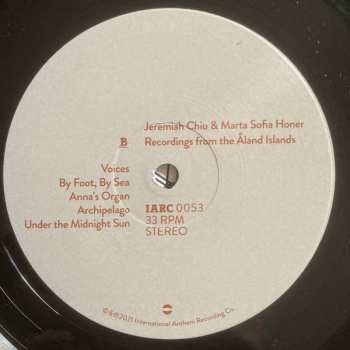 Jeremiah Chiu & Marta Sofia Honer
B Recordings from the Åland Islands
Voices
By Foot, By Sea
Anna's Organ
Archipelago
Under the Midnight Sun
IARC 0053
33 RPM
STEREO
©&℗2021 International Anthem Recording Co.